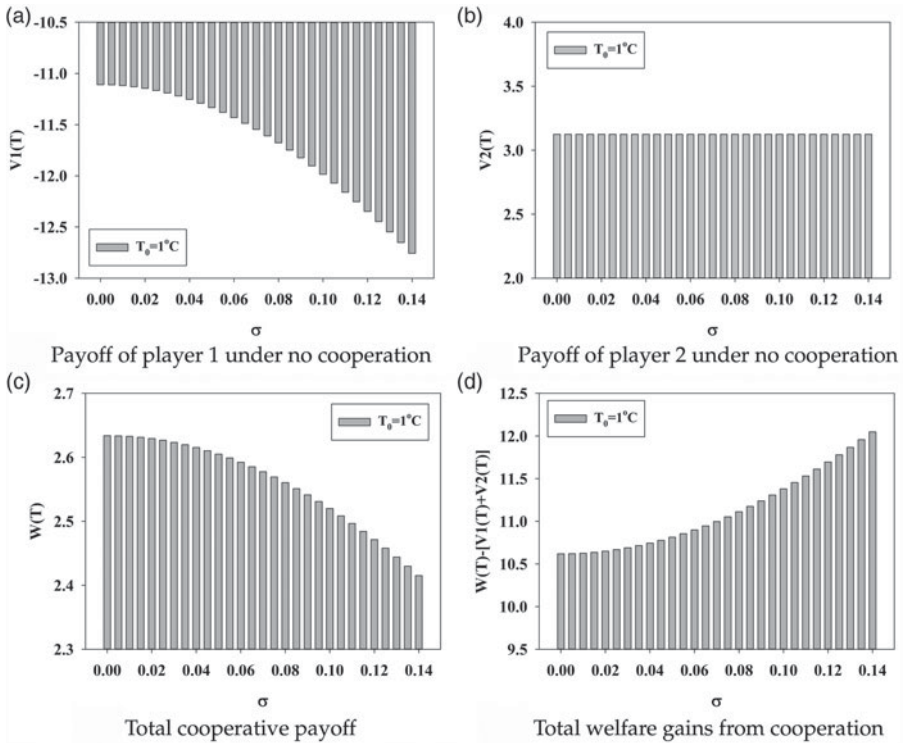 (a)
-10.5
-11.0
-11.5
-12.0
-12.5
-13.0
V1(T)
T₀=1°C
0.00 0.02 0.04 0.06 0.08 0.10 0.12 0.14
σ
Payoff of player 1 under no cooperation
(b)
4.0
3.5
3.0
2.5
2.0
V2(T)
T₀=1°C
0.00 0.02 0.04 0.06 0.08 0.10 0.12 0.14
σ
Payoff of player 2 under no cooperation
(c)
2.7
2.6
2.5
2.4
2.3
W(T)
T₀=1°C
0.00 0.02 0.04 0.06 0.08 0.10 0.12 0.14
σ
Total cooperative payoff
(d)
12.5
12.0
11.5
11.0
10.5
10.0
9.5
W(T)-[V1(T)+V2(T)]
T₀=1°C
0.00 0.02 0.04 0.06 0.08 0.10 0.12 0.14
σ
Total welfare gains from cooperation